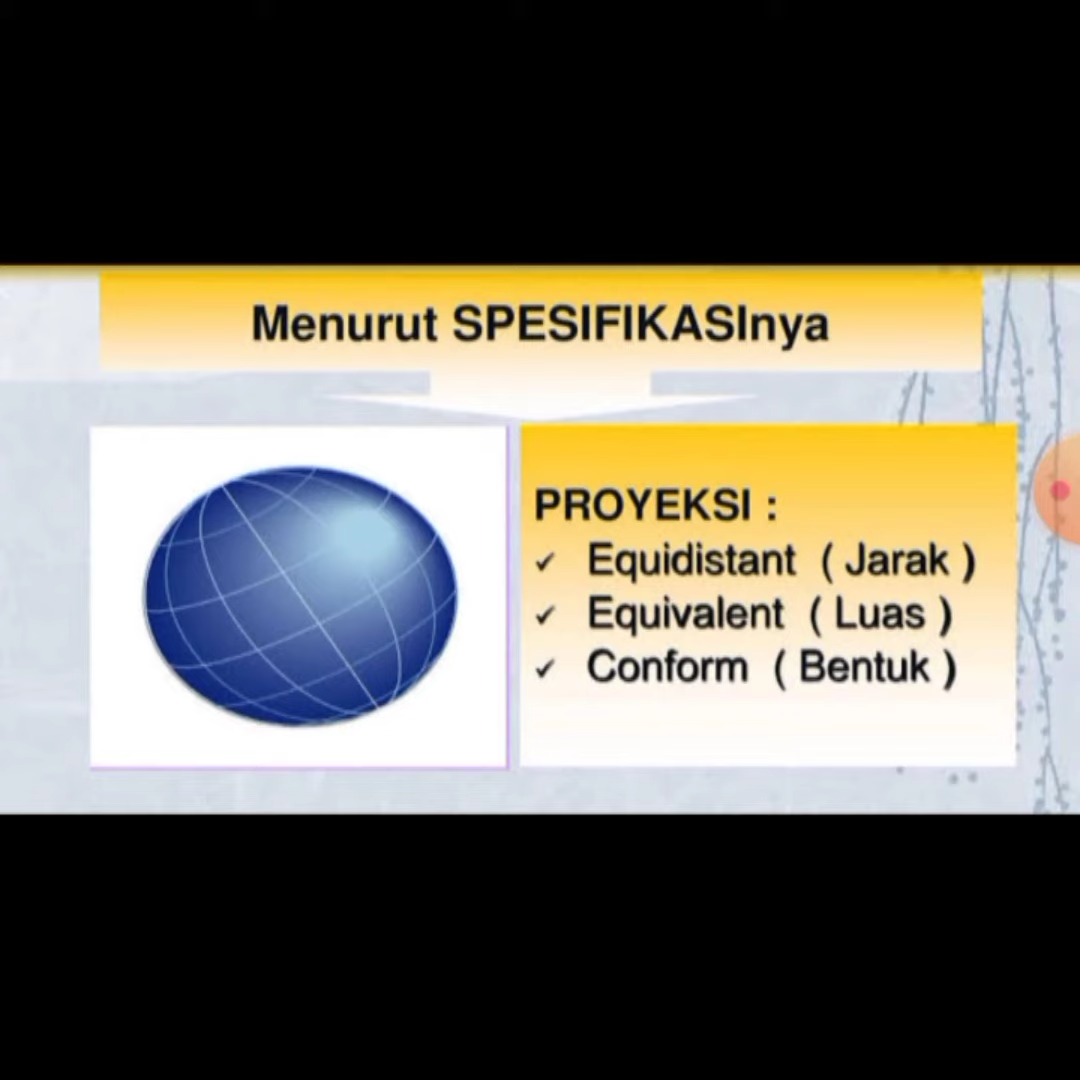 Menurut SPESIFIKASInya
PROYEKSI :
✓ Equidistant ( Jarak )
✓ Equivalent ( Luas )
✓ Conform ( Bentuk )